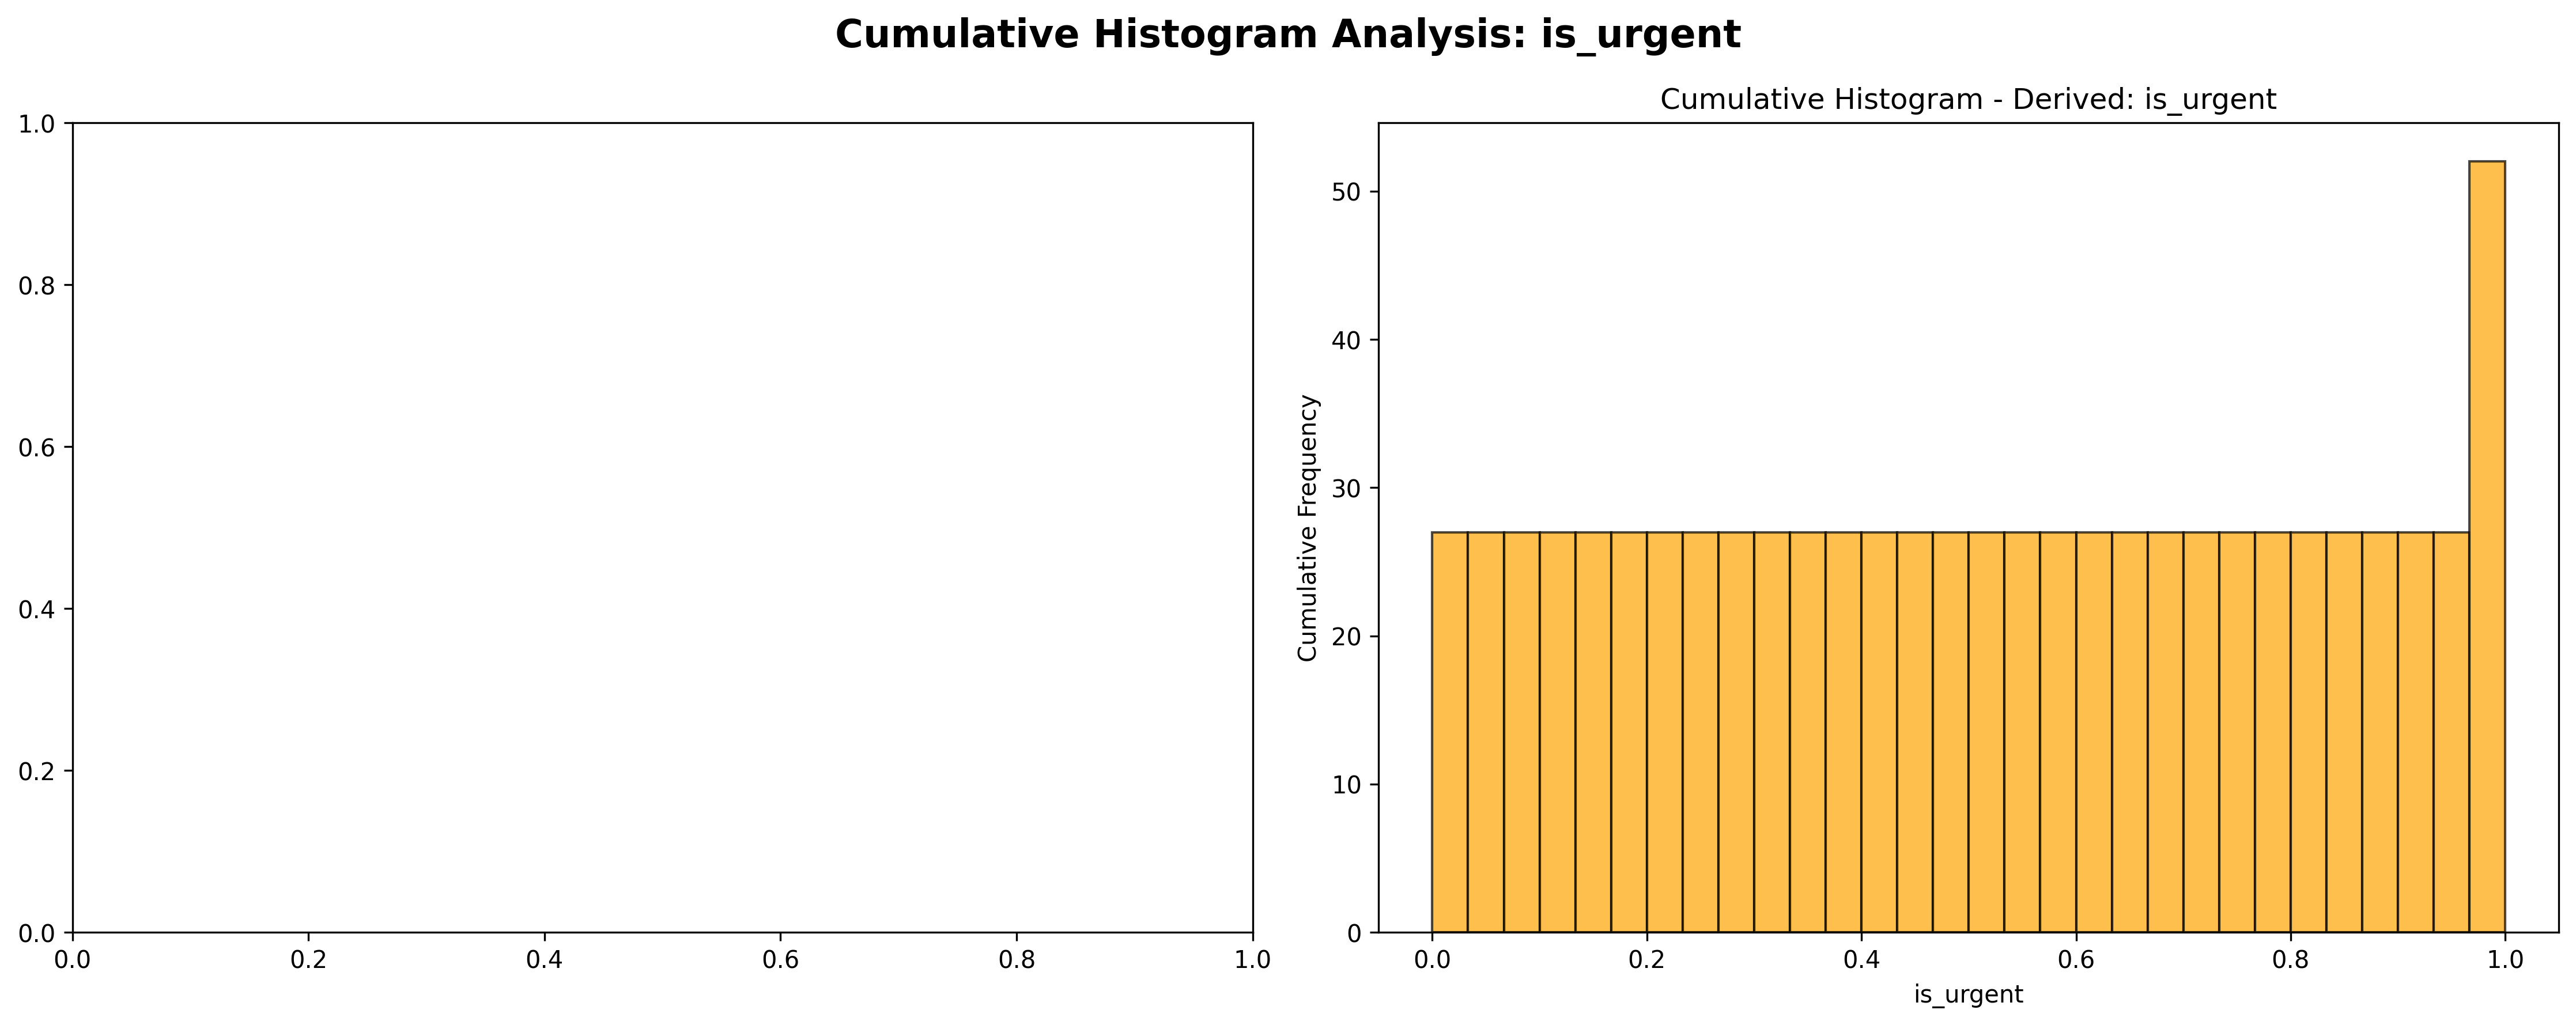 Cumulative Histogram Analysis: is_urgent
1.0
0.8
0.6
0.4
0.2
0.0
0.0 0.2 0.4 0.6 0.8 1.0
Cumulative Histogram - Derived: is_urgent
Cumulative Frequency
50
40
30
20
10
0
0.0 0.2 0.4 0.6 0.8 1.0
is_urgent